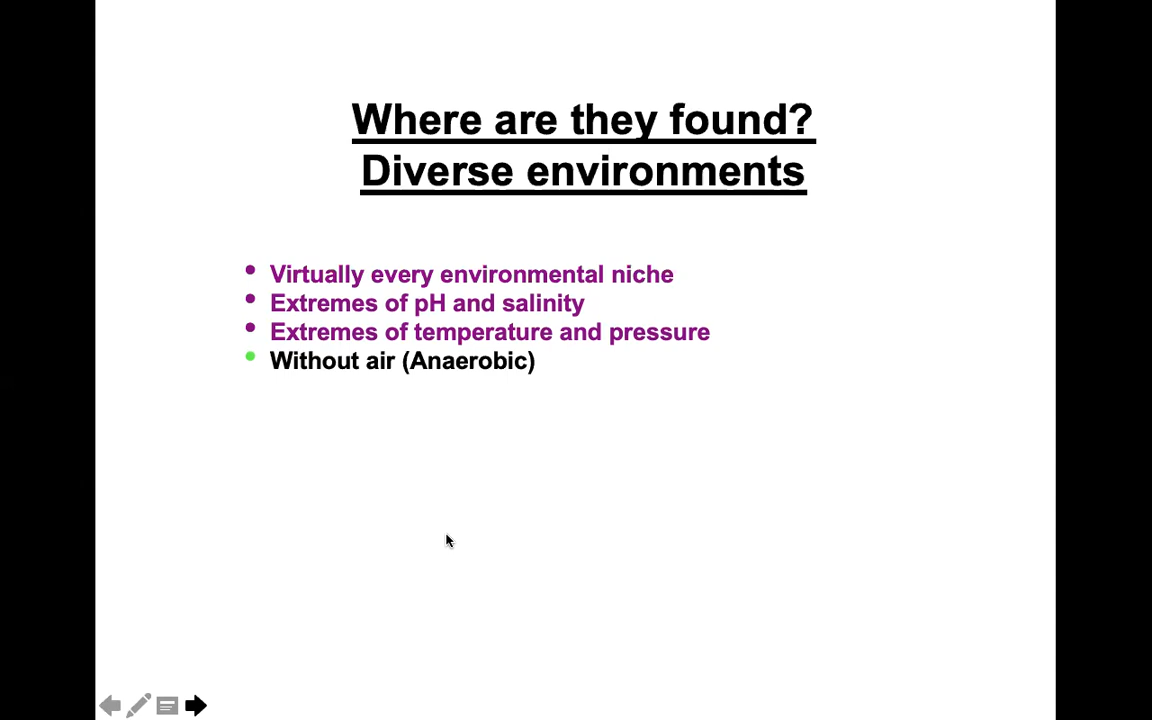 Where are they found?
Diverse environments
• Virtually every environmental niche
• Extremes of pH and salinity
• Extremes of temperature and pressure
• Without air (Anaerobic)